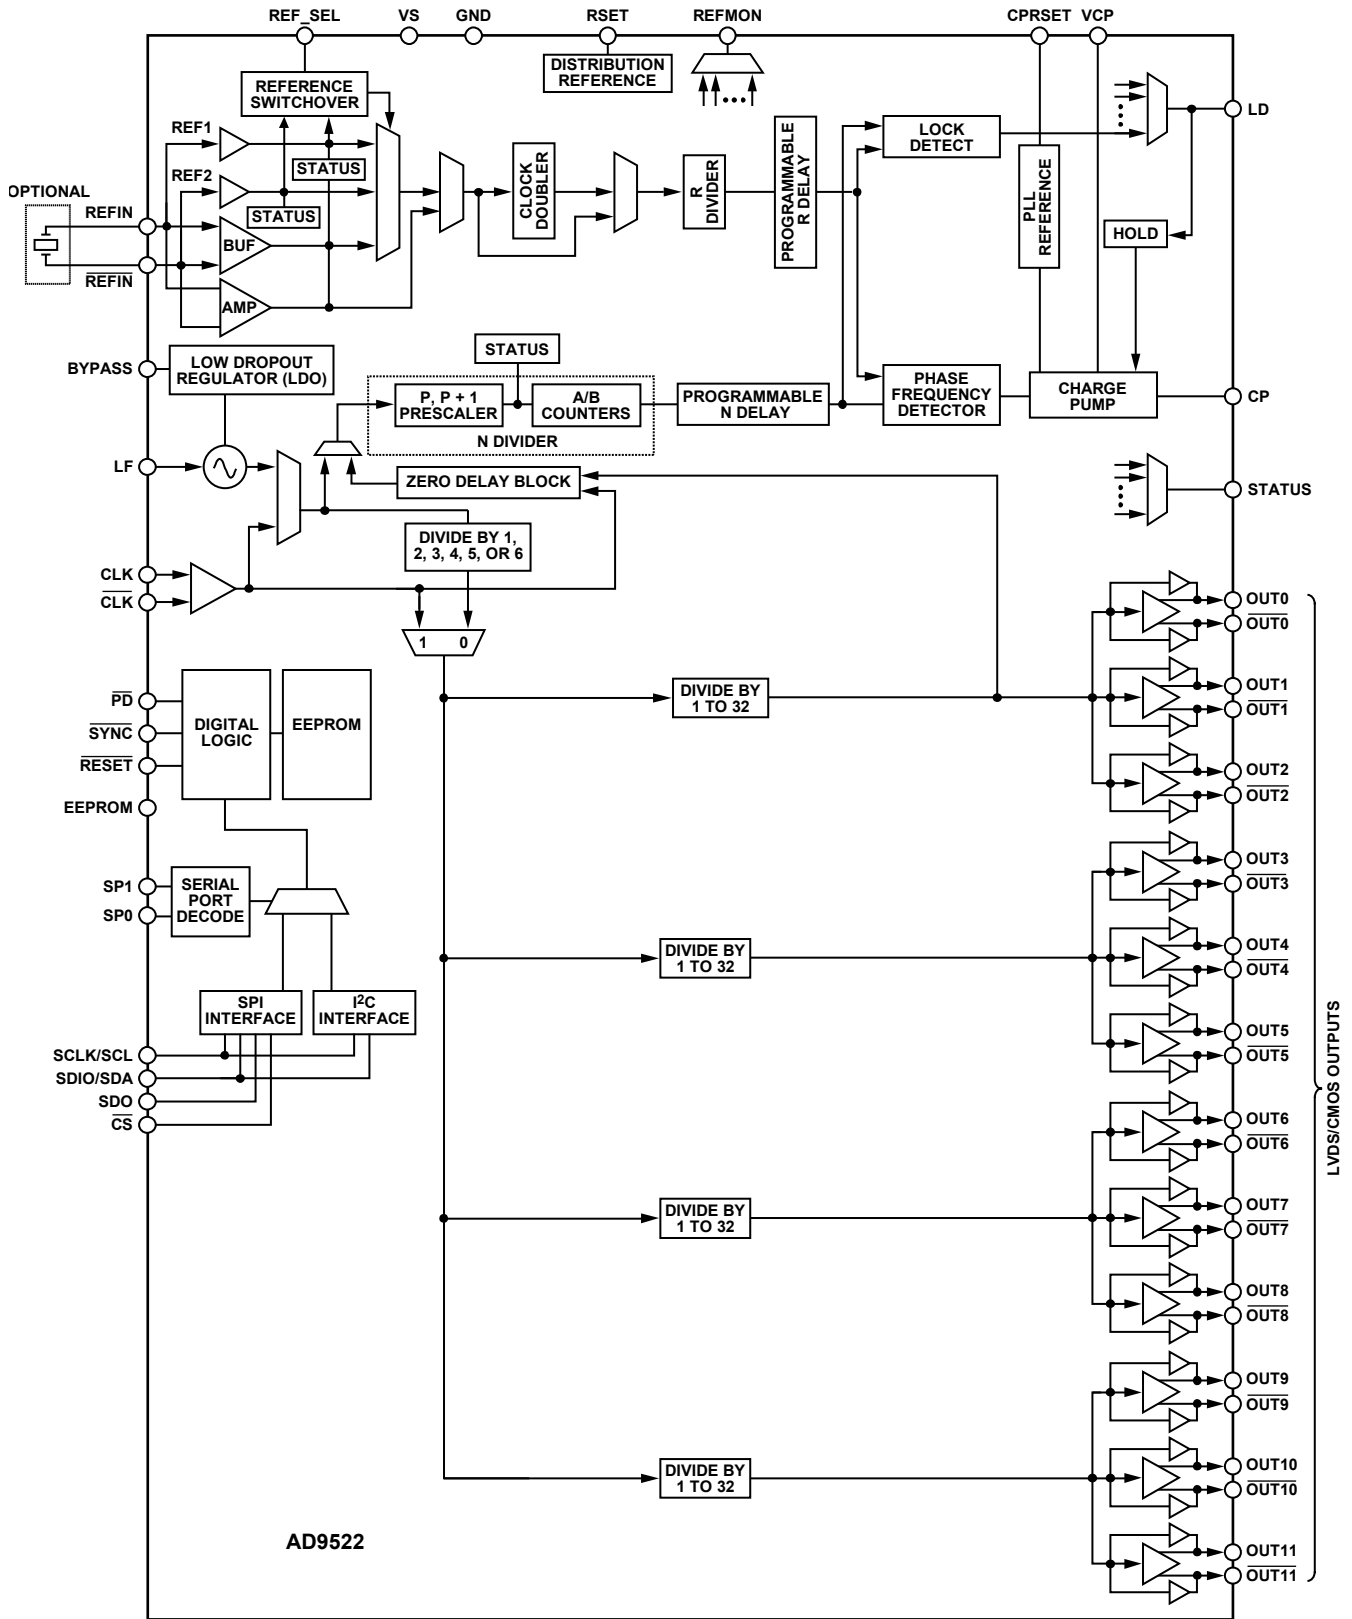 REF_SEL VS GND RSET REFMON CPRSET VCP
DISTRIBUTION
REFERENCE
REFERENCE
SWITCHOVER
REF1
STATUS
REF2
STATUS
OPTIONAL
REFIN
REFIN
BUF
AMP
CLOCK
DOUBLER
R
DIVIDER
PROGRAMMABLE
R DELAY
LOCK
DETECT
PLL
REFERENCE
LD
HOLD
BYPASS
LOW DROPOUT
REGULATOR (LDO)
STATUS
P, P + 1
PRESCALER
A/B
COUNTERS
N DIVIDER
PROGRAMMABLE
N DELAY
PHASE
FREQUENCY
DETECTOR
CHARGE
PUMP
CP
LF
ZERO DELAY BLOCK
STATUS
DIVIDE BY 1,
2, 3, 4, 5, OR 6
CLK
CLK
1 0
OUT0
OUT0
DIVIDE BY
1 TO 32
OUT1
OUT1
OUT2
OUT2
PD
SYNC
RESET
EEPROM
DIGITAL
LOGIC
EEPROM
SP1
SP0
SERIAL
PORT
DECODE
OUT3
OUT3
DIVIDE BY
1 TO 32
OUT4
OUT4
OUT5
OUT5
SPI
INTERFACE
I²C
INTERFACE
SCLK/SCL
SDIO/SDA
SDO
CS
LVDS/CMOS OUTPUTS
OUT6
OUT6
DIVIDE BY
1 TO 32
OUT7
OUT7
OUT8
OUT8
OUT9
OUT9
DIVIDE BY
1 TO 32
OUT10
OUT10
OUT11
OUT11
AD9522